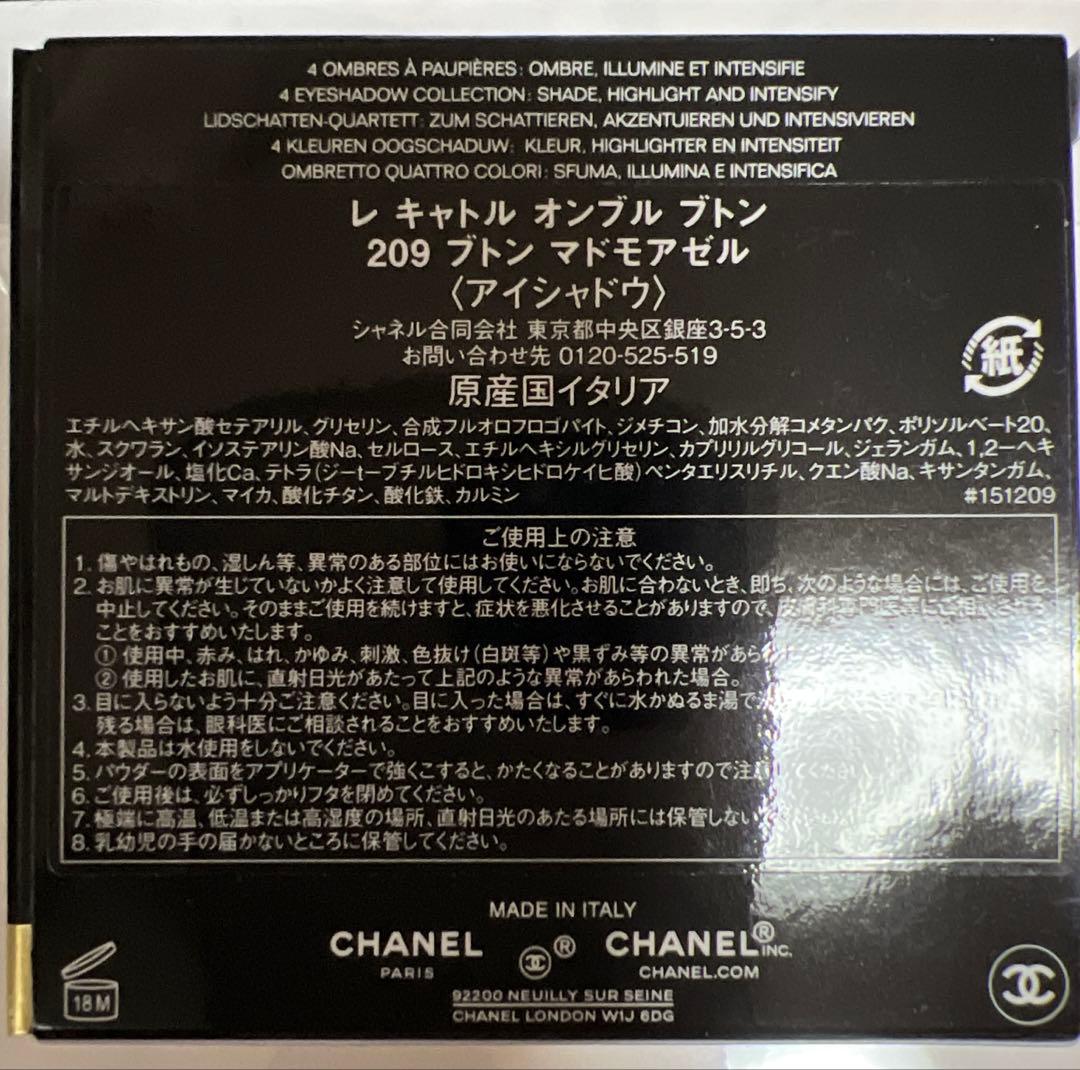 4 OMBRES À PAUPIÈRES: OMBRE, ILLUMINE ET INTENSIFIE
4 EYESHADOW COLLECTION: SHADE, HIGHLIGHT AND INTENSIFY
LIDSCHATTEN-QUARTETT: ZUM SCHATTIEREN, AKZENTUIEREN UND INTENSIVIEREN
4 KLEUREN OOGSCHADUW: KLEUR, HIGHLIGHTER EN INTENSITEIT
OMBRETTO QUATTRO COLORI: SFUMA, ILLUMINA E INTENSIFICA
レ キャトル オンブル ブトン
209 ブトン マドモアゼル
〈アイシャドウ〉
シャネル合同会社 東京都中央区銀座3-5-3
お問い合わせ先 0120-525-519
原産国イタリア
紙
エチルヘキサン酸セテアリル、グリセリン、合成フルオロフロゴパイト、ジメチコン、加水分解コメタンパク、ポリソルベート20、
水、スクワラン、イソステアリン酸Na、セルロース、エチルヘキシルグリセリン、カプリリルグリコール、ジェランガム、1,2ーヘキ
サンジオール、塩化Ca、テトラ(ジーtーブチルヒドロキシヒドロケイヒ酸)ペンタエリスリチル、クエン酸Na、キサンタンガム、
マルトデキストリン、マイカ、酸化チタン、酸化鉄、カルミン #151209
ご使用上の注意
1. 傷やはれもの、湿しん等、異常のある部位にはお使いにならないでください。
2. お肌に異常が生じていないかよく注意して使用してください。お肌に合わないとき、即ち、次のような場合には、ご使用を
中止してください。そのままご使用を続けますと、症状を悪化させることがありますので、皮膚科専門医等にご相談される
ことをおすすめいたします。
① 使用中、赤み、はれ、かゆみ、刺激、色抜け(白斑等)や黒ずみ等の異常があらわ
② 使用したお肌に、直射日光があたって上記のような異常があらわれた場合。
3. 目に入らないよう十分ご注意ください。目に入った場合は、すぐに水かぬるま湯で
残る場合は、眼科医にご相談されることをおすすめいたします。
4. 本製品は水使用をしないでください。
5. パウダーの表面をアプリケーターで強くこすると、かたくなることがありますので注意してください
6. ご使用後は、必ずしっかりフタを閉めてください。
7. 極端に高温、低温または高湿度の場所、直射日光のあたる場所には保管しない
8. 乳幼児の手の届かないところに保管してください。
MADE IN ITALY
CHANEL ® CHANEL® INC.
PARIS CHANEL.COM
92200 NEUILLY SUR SEINE
CHANEL LONDON W1J 6DG
18M